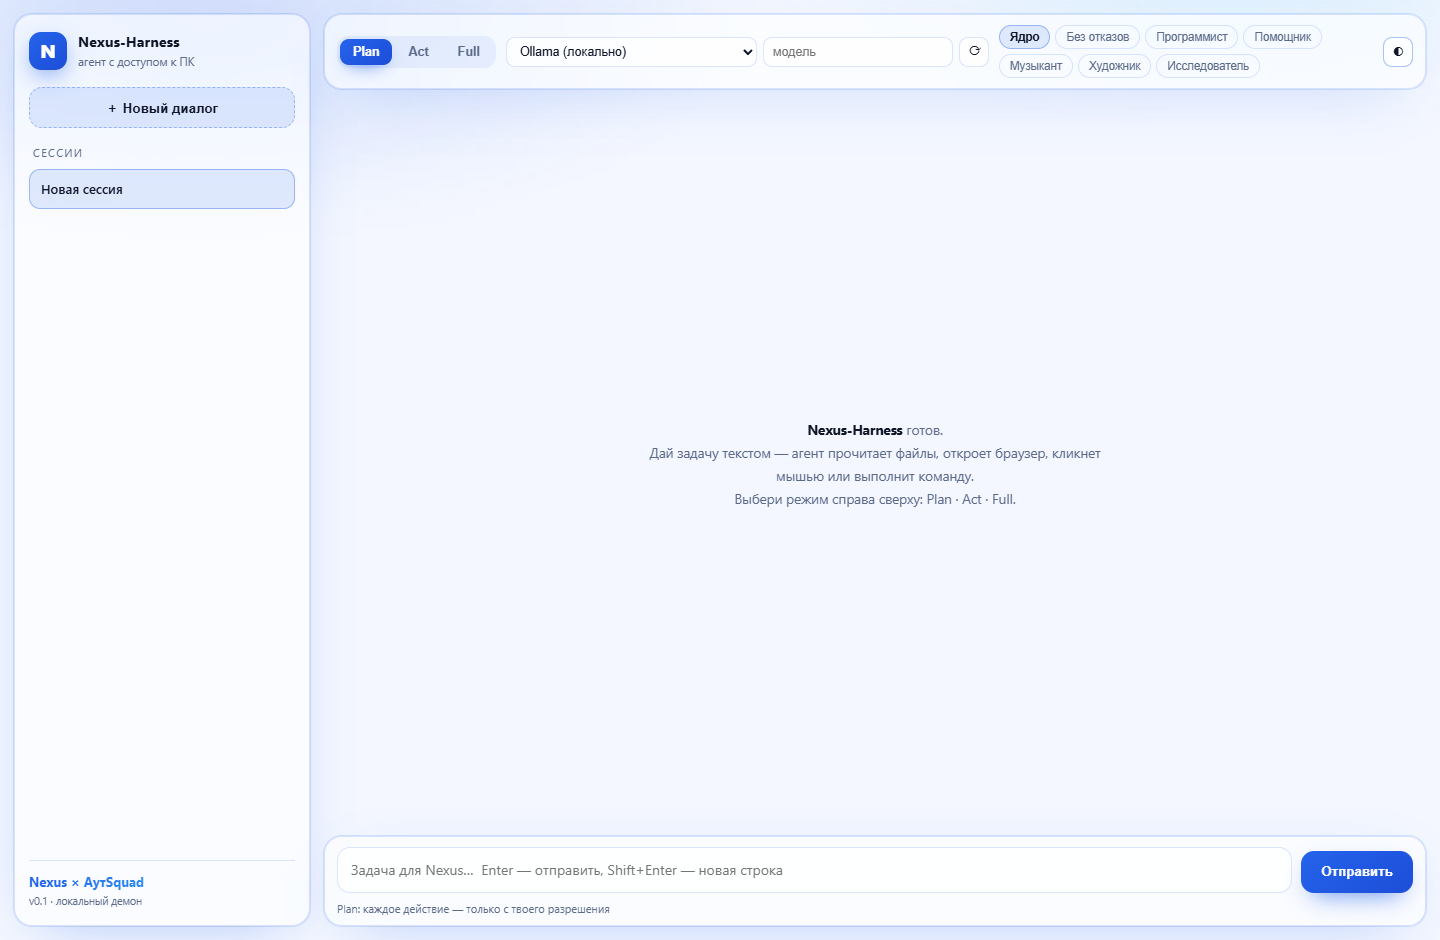 N
Nexus-Harness
агент с доступом к ПК
+ Новый диалог
СЕССИИ
Новая сессия
Nexus × АутSquad
v0.1 · локальный демон
Plan Act Full
Ollama (локально)
модель
Ядро Без отказов Программист Помощник
Музыкант Художник Исследователь
Nexus-Harness готов.
Дай задачу текстом — агент прочитает файлы, откроет браузер, кликнет
мышью или выполнит команду.
Выбери режим справа сверху: Plan · Act · Full.
Задача для Nexus... Enter — отправить, Shift+Enter — новая строка
Отправить
Plan: каждое действие — только с твоего разрешения